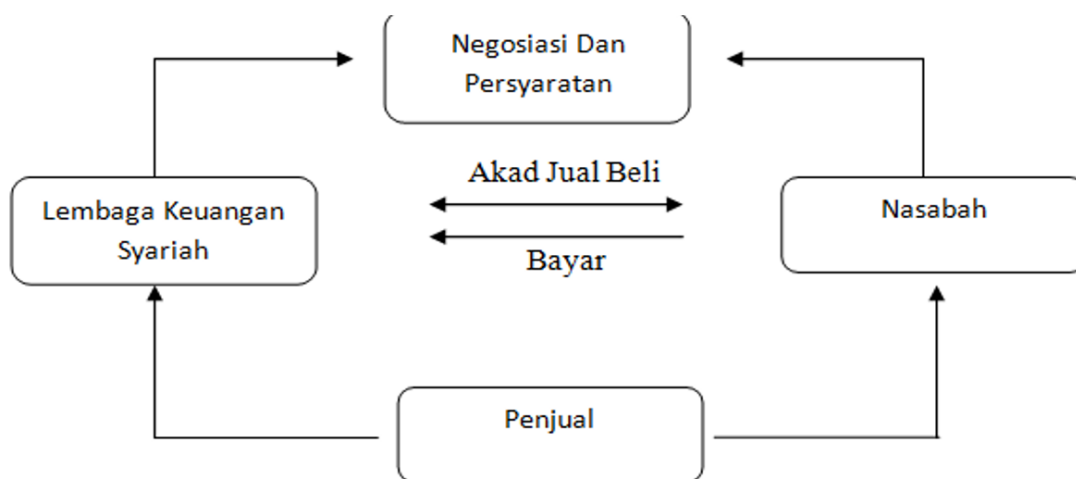 Negosiasi Dan
Persyaratan
Akad Jual Beli
Lembaga Keuangan
Syariah
Nasabah
Bayar
Penjual